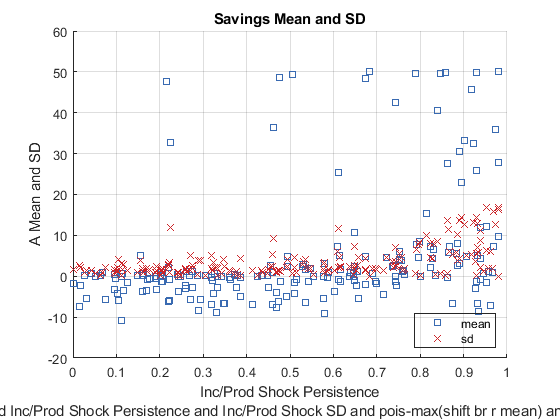 Savings Mean and SD
60
50
40
30
20
10
0
-10
-20
A Mean and SD
mean
sd
0 0.1 0.2 0.3 0.4 0.5 0.6 0.7 0.8 0.9 1
Inc/Prod Shock Persistence
d Inc/Prod Shock Persistence and Inc/Prod Shock SD and pois-max(shift br r mean) an